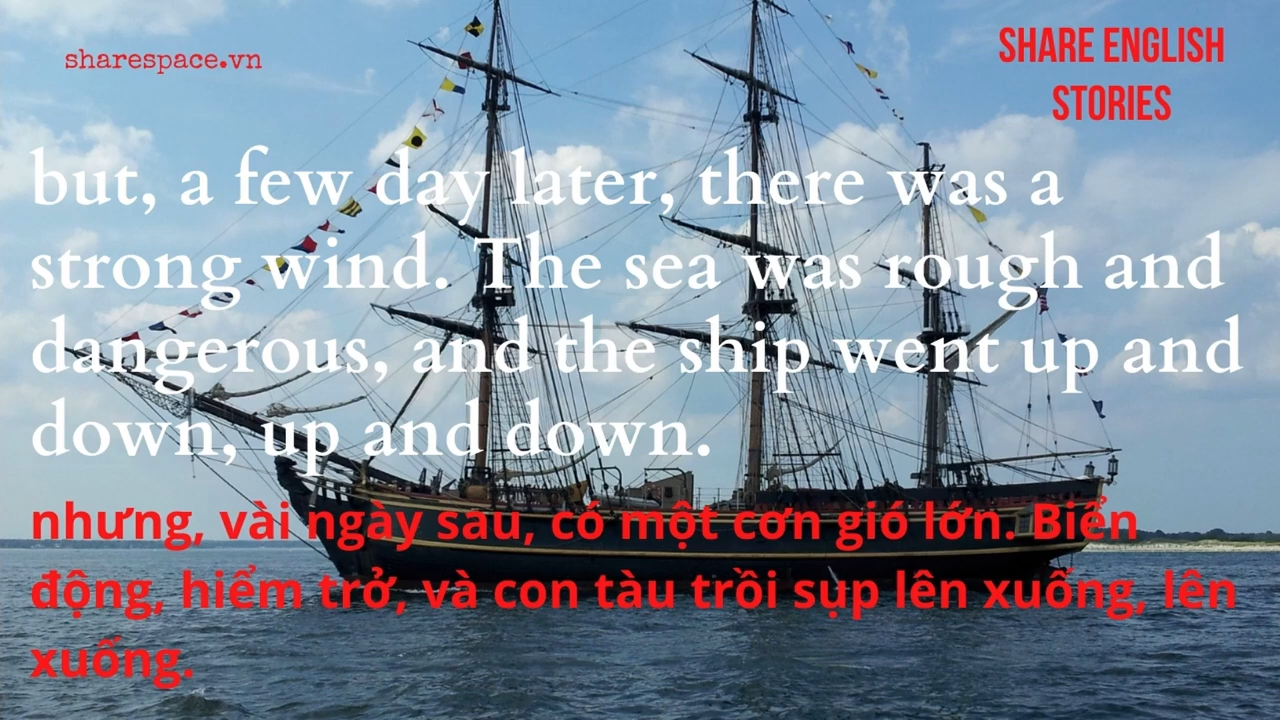 sharespace.vn
SHARE ENGLISH
STORIES
but, a few day later, there was a
strong wind. The sea was rough and
dangerous, and the ship went up and
down, up and down.
nhưng, vài ngày sau, có một cơn gió lớn. Biển
động, hiểm trở, và con tàu trồi sụp lên xuống, lên
xuống.